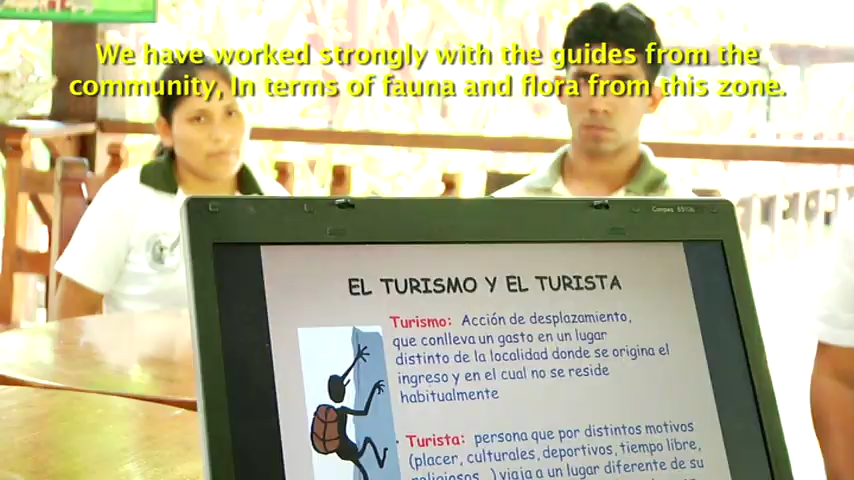 We have worked strongly with the guides from the
community, In terms of fauna and flora from this zone.
EL TURISMO Y EL TURISTA
Turismo: Acción de desplazamiento,
que conlleva un gasto en un lugar
distinto de la localidad donde se origina el
ingreso y en el cual no se reside
habitualmente
Turista: persona que por distintos motivos
(placer, culturales, deportivos, tiempo libre,
religiosos...) viaja a un lugar diferente de su